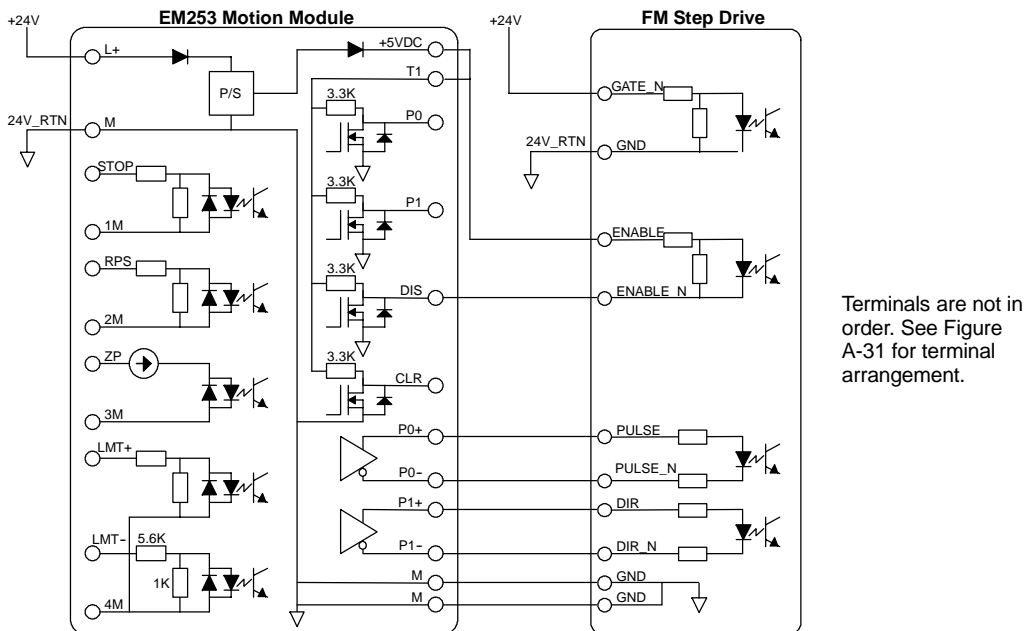 EM253 Motion Module
FM Step Drive
+24V
L+
P/S
24V_RTN
M
STOP
1M
RPS
2M
ZP
3M
LMT+
LMT-
5.6K
1K
4M
+5VDC
T1
3.3K
P0
3.3K
P1
3.3K
DIS
3.3K
CLR
P0+
P0-
P1+
P1-
M
M
+24V
GATE_N
24V_RTN
GND
ENABLE
ENABLE_N
PULSE
PULSE_N
DIR
DIR_N
GND
GND
Terminals are not in
order. See Figure
A-31 for terminal
arrangement.